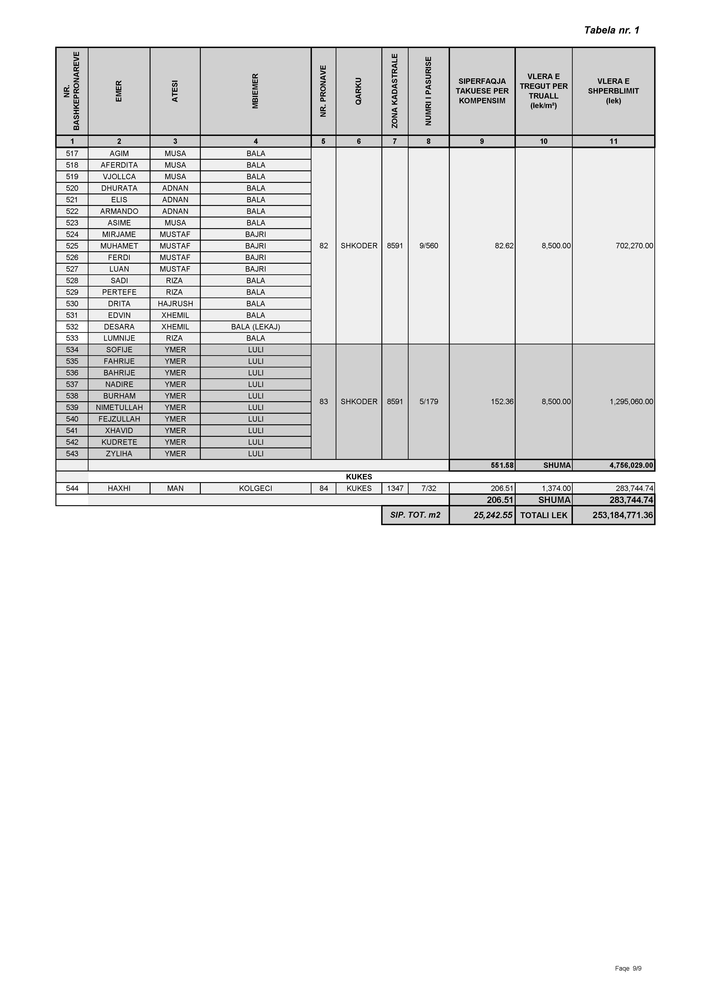 Tabela nr. 1
NR. BASHKEPRONAREVE EMER ATESI MBIEMER NR. PRONAVE QARKU ZONA KADASTRALE NUMRI I PASURISE SIPERFAQJA TAKUESE PER KOMPENSIM VLERA E TREGUT PER TRUALL (lek/m²) VLERA E SHPERBLIMIT (lek)
1 2 3 4 5 6 7 8 9 10 11
517 AGIM MUSA BALA
518 AFERDITA MUSA BALA
519 VJOLLCA MUSA BALA
520 DHURATA ADNAN BALA
521 ELIS ADNAN BALA
522 ARMANDO ADNAN BALA
523 ASIME MUSA BALA
524 MIRJAME MUSTAF BAJRI
525 MUHAMET MUSTAF BAJRI 82 SHKODER 8591 9/560 82.62 8,500.00 702,270.00
526 FERDI MUSTAF BAJRI
527 LUAN MUSTAF BAJRI
528 SADI RIZA BALA
529 PERTEFE RIZA BALA
530 DRITA HAJRUSH BALA
531 EDVIN XHEMIL BALA
532 DESARA XHEMIL BALA (LEKAJ)
533 LUMNIJE RIZA BALA
534 SOFIJE YMER LULI
535 FAHRIJE YMER LULI
536 BAHRIJE YMER LULI
537 NADIRE YMER LULI
538 BURHAM YMER LULI
83 SHKODER 8591 5/179 152.36 8,500.00 1,295,060.00
539 NIMETULLAH YMER LULI
540 FEJZULLAH YMER LULI
541 XHAVID YMER LULI
542 KUDRETE YMER LULI
543 ZYLIHA YMER LULI
551.58 SHUMA 4,756,029.00
KUKES
544 HAXHI MAN KOLGECI 84 KUKES 1347 7/32 206.51 1,374.00 283,744.74
206.51 SHUMA 283,744.74
SIP. TOT. m2 25,242.55 TOTALI LEK 253,184,771.36
Faqe 9/9